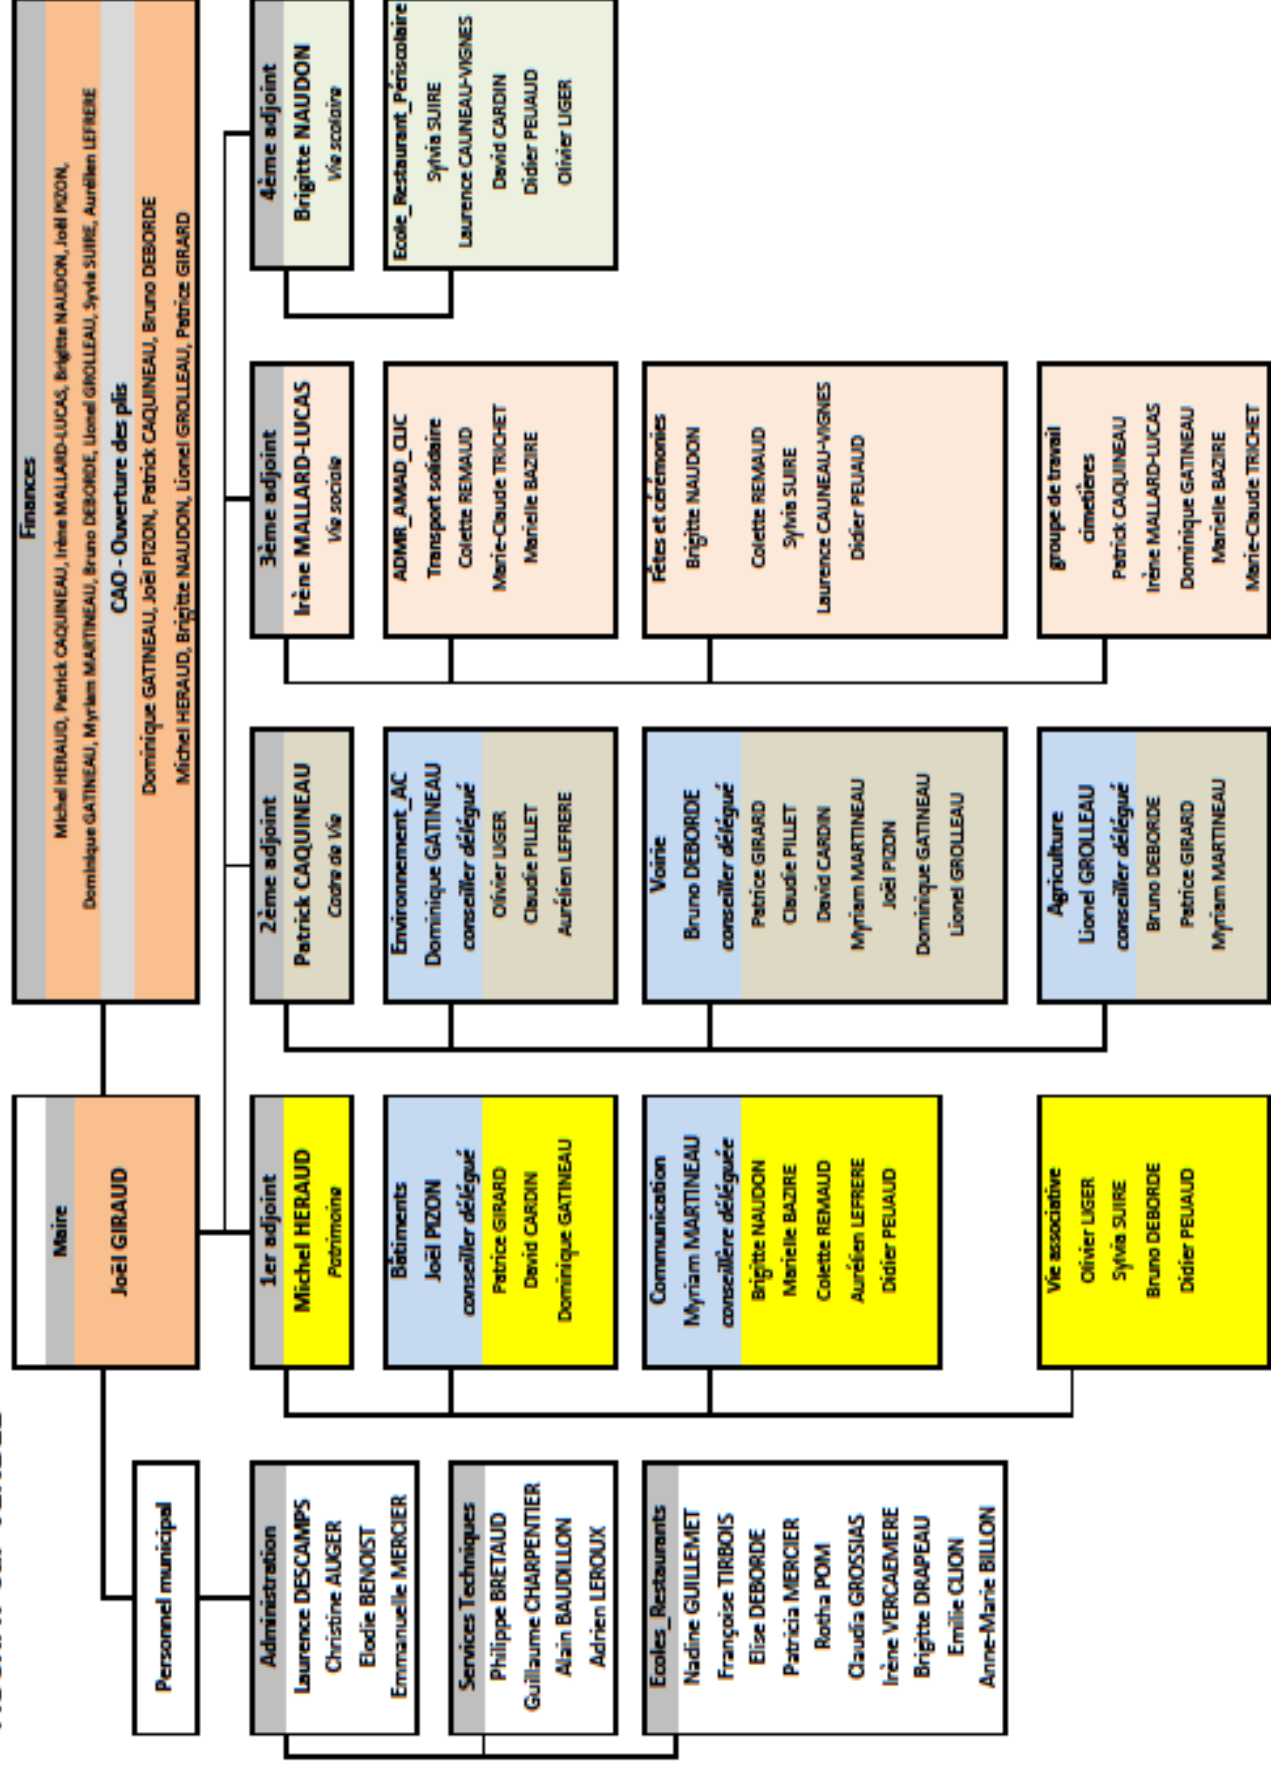 Maire
Joël GIRAUD
Finances
Michel HERAUD, Patrick CAQUINEAU, Irène MALLARD-LUCAS, Brigitte NAUDON, Joël PIZON,
Dominique GATINEAU, Myriam MARTINEAU, Bruno DEBORDE, Lionel GROLLEAU, Syvia SUIRE, Aurélien LEFRERE
CAO - Ouverture des plis
Dominique GATINEAU, Joël PIZON, Patrick CAQUINEAU, Bruno DEBORDE
Michel HERAUD, Brigitte NAUDON, Lionel GROLLEAU, Patrice GIRARD
Personnel municipal
Administration
Laurence DESCAMPS
Christine AUGER
Elodie BENOIST
Emmanuelle MERCIER
Services Techniques
Philippe BRETAUD
Guillaume CHARPENTIER
Alain BAUDILLON
Adrien LEROUX
Ecoles_Restaurants
Nadine GUILLEMET
Françoise TIRBOIS
Elise DEBORDE
Patricia MERCIER
Rotha POM
Claudia GROSSIAS
Irène VERCAEMERE
Brigitte DRAPEAU
Emilie CLION
Anne-Marie BILLON
1er adjoint
Michel HERAUD
Patrimoine
Bâtiments
Joël PIZON
conseiller délégué
Patrice GIRARD
David CARDIN
Dominique GATINEAU
Communication
Myriam MARTINEAU
conseillère déléguée
Brigitte NAUDON
Marielle BAZIRE
Colette REMAUD
Aurélien LEFRERE
Didier PEUAUD
Vie associative
Olivier LIGER
Sylvia SUIRE
Bruno DEBORDE
Didier PEUAUD
2ème adjoint
Patrick CAQUINEAU
Cadre de Vie
Environnement_AC
Dominique GATINEAU
conseiller délégué
Olivier LIGER
Claudie PILLET
Aurélien LEFRERE
Voirie
Bruno DEBORDE
conseiller délégué
Patrice GIRARD
Claudie PILLET
David CARDIN
Myriam MARTINEAU
Joël PIZON
Dominique GATINEAU
Lionel GROLLEAU
Agriculture
Lionel GROLLEAU
conseiller délégué
Bruno DEBORDE
Patrice GIRARD
Myriam MARTINEAU
3ème adjoint
Irène MALLARD-LUCAS
Vie sociale
ADMR_AMAD_CLIC
Transport solidaire
Colette REMAUD
Marie-Claude TRICHET
Marielle BAZIRE
Fêtes et cérémonies
Brigitte NAUDON
Colette REMAUD
Sylvia SUIRE
Laurence CAUNEAU-VIGNES
Didier PEUAUD
groupe de travail
cimetières
Patrick CAQUINEAU
Irène MALLARD-LUCAS
Dominique GATINEAU
Marielle BAZIRE
Marie-Claude TRICHET
4ème adjoint
Brigitte NAUDON
Vie scolaire
Ecole_Restaurant_Périscolaire
Sylvia SUIRE
Laurence CAUNEAU-VIGNES
David CARDIN
Didier PEUAUD
Olivier LIGER